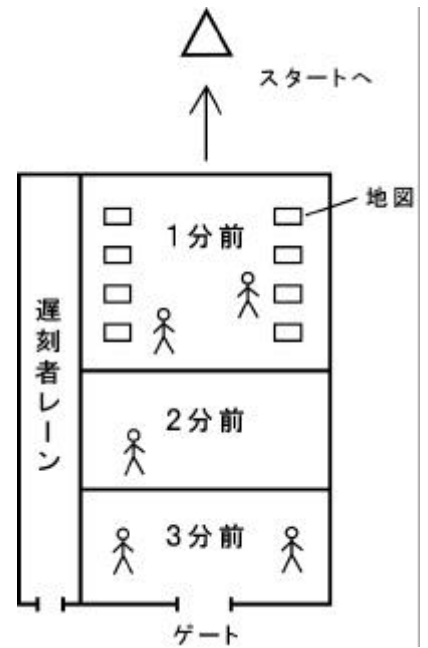 スタートへ
地図
1分前
遅刻者レーン
2分前
3分前
ゲート